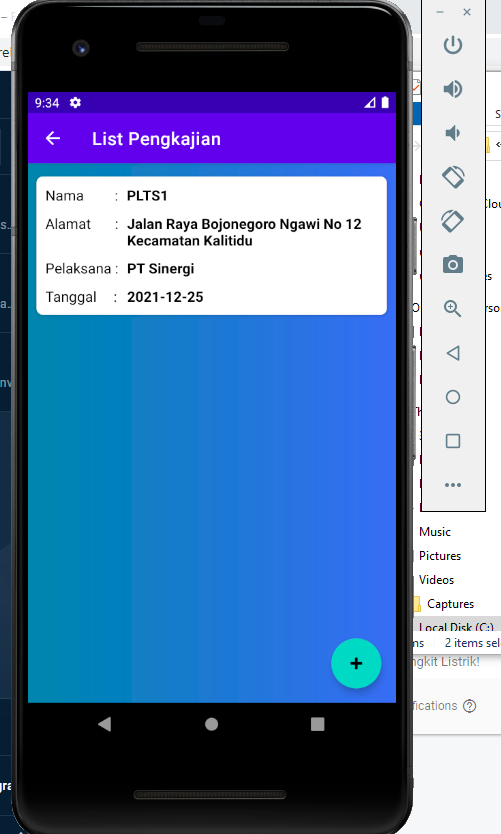 9:34
List Pengkajian
Nama : PLTS1
Alamat : Jalan Raya Bojonegoro Ngawi No 12
Kecamatan Kalitidu
Pelaksana : PT Sinergi
Tanggal : 2021-12-25
Music
Pictures
Videos
Captures
Local Disk (C:)
2 items sel
ngkit Listrik!
fications